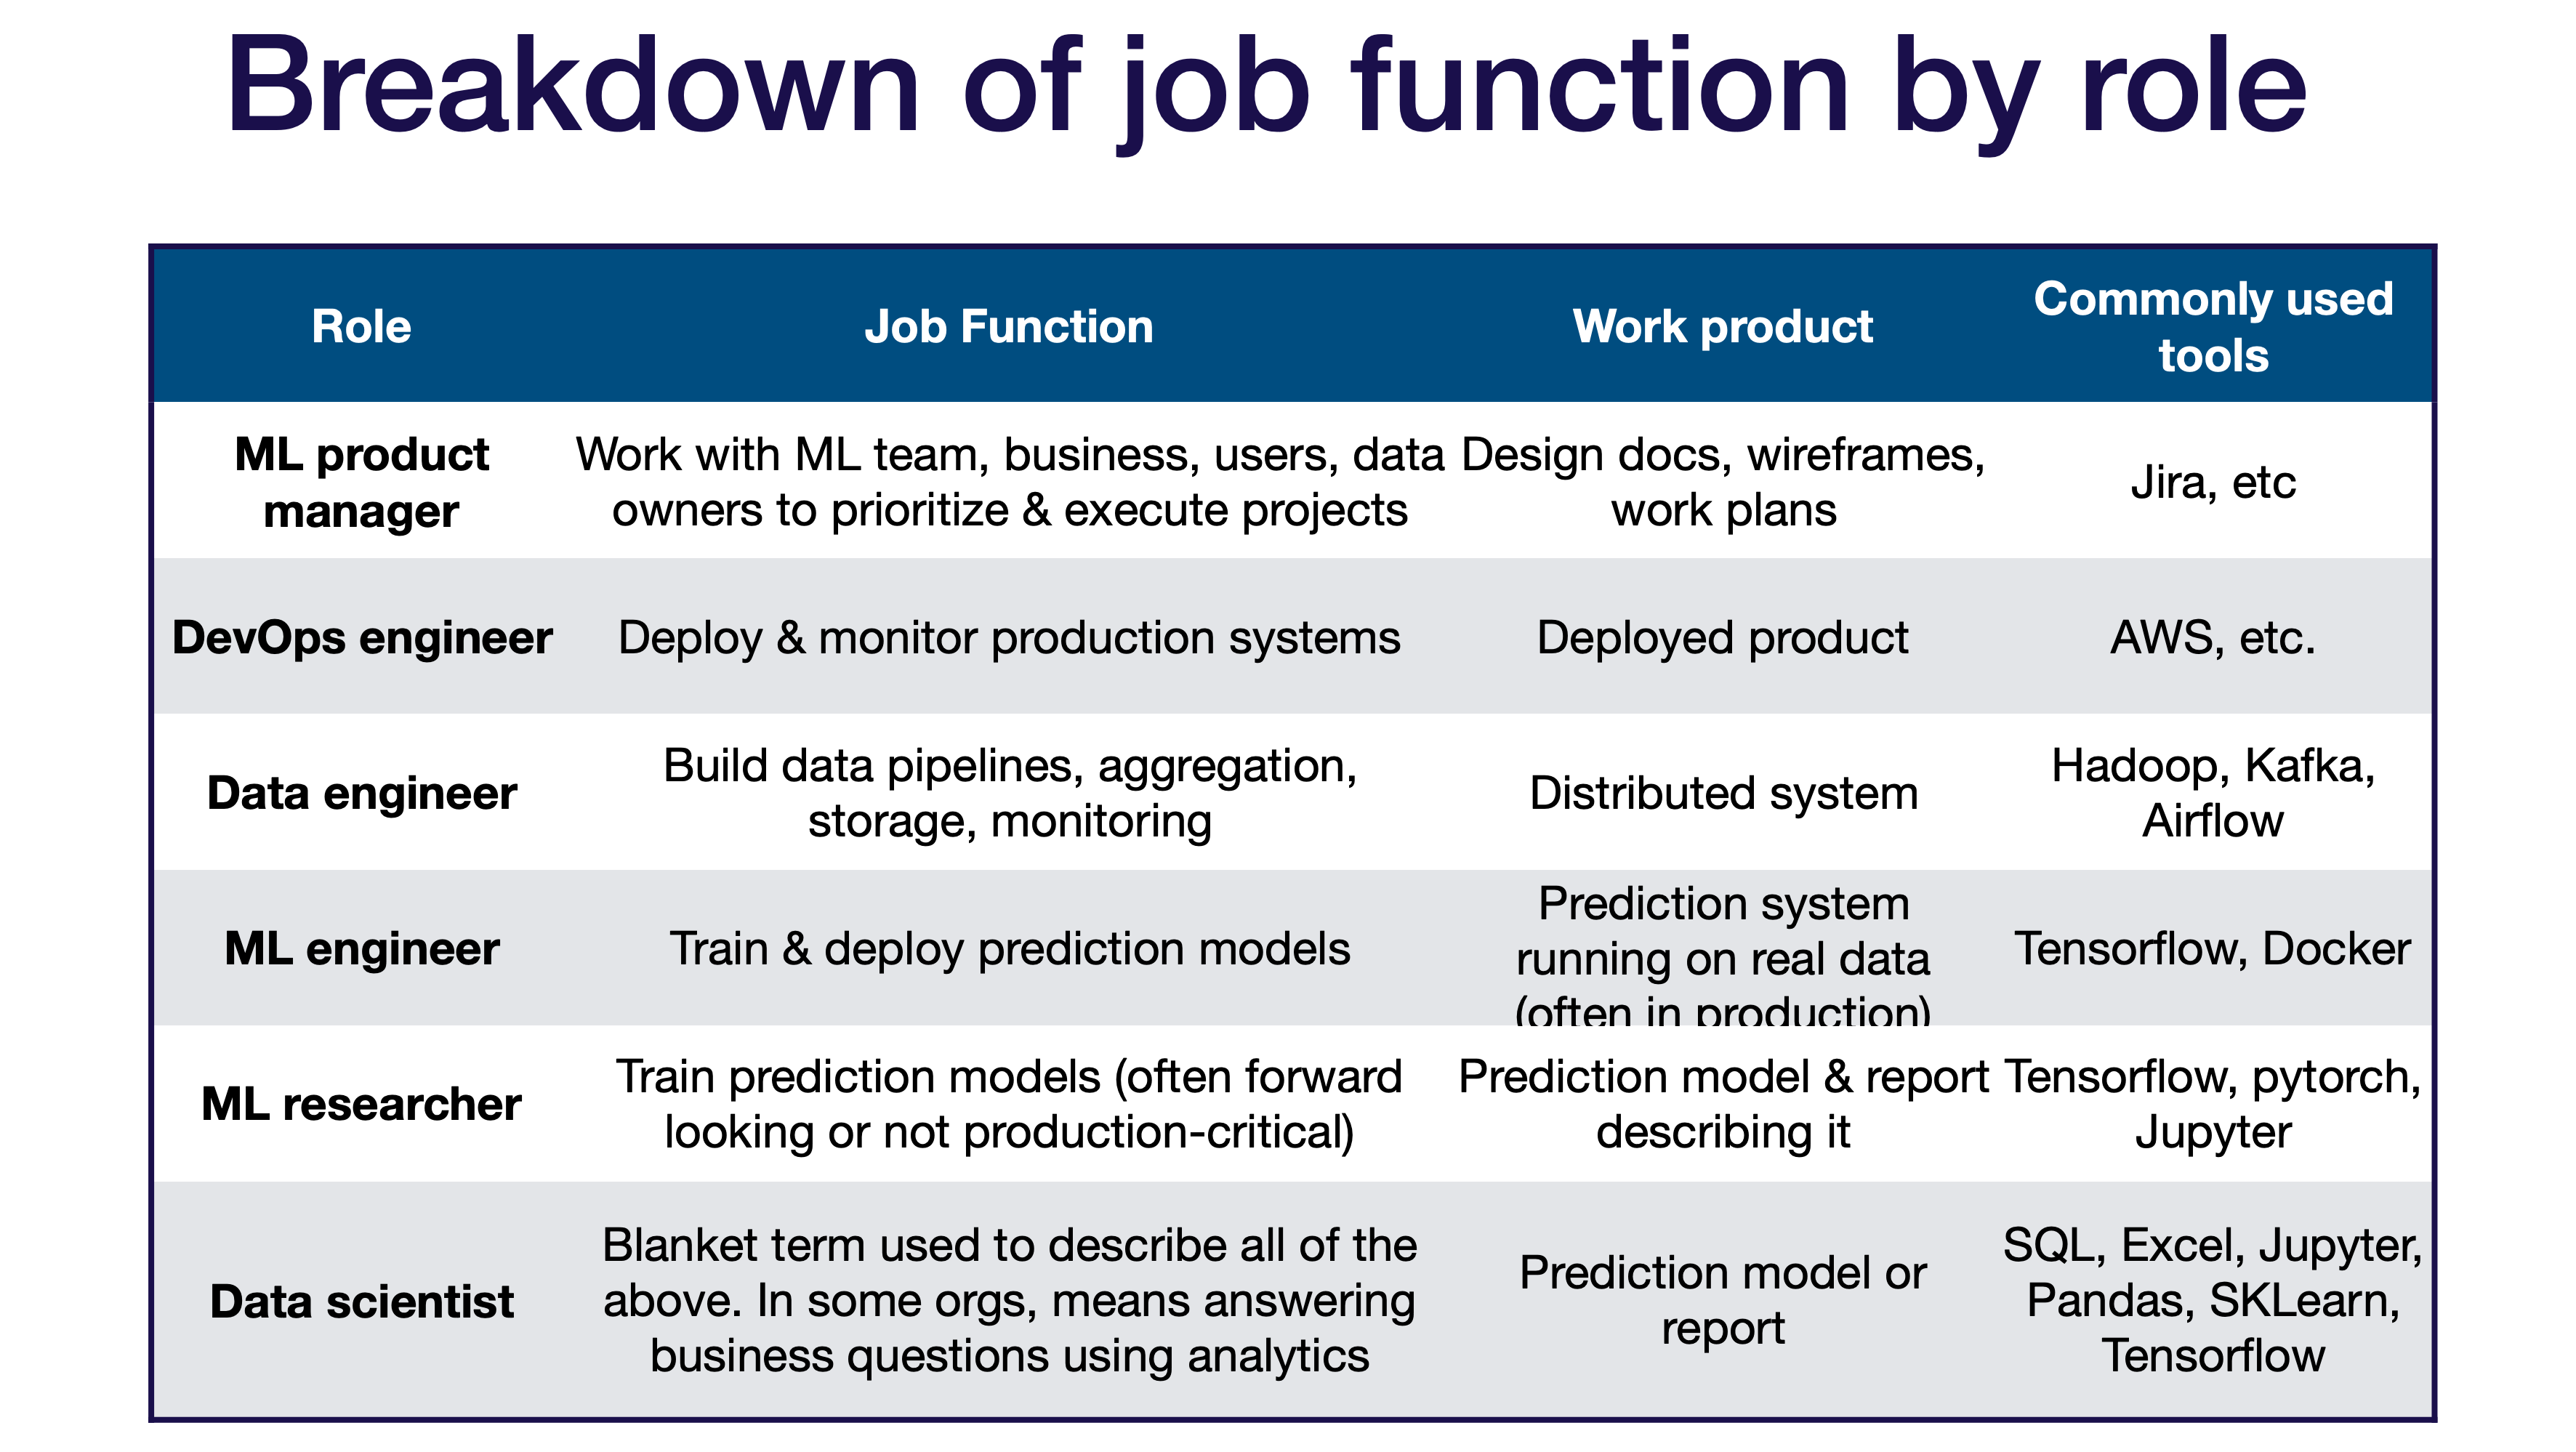 Breakdown of job function by role
Role
Job Function
Work product
Commonly used
tools
ML product
manager
Work with ML team, business, users, data
owners to prioritize & execute projects
Design docs, wireframes,
work plans
Jira, etc
DevOps engineer
Deploy & monitor production systems
Deployed product
AWS, etc.
Data engineer
Build data pipelines, aggregation,
storage, monitoring
Distributed system
Hadoop, Kafka,
Airflow
ML engineer
Train & deploy prediction models
Prediction system
running on real data
(often in production)
Tensorflow, Docker
ML researcher
Train prediction models (often forward
looking or not production-critical)
Prediction model & report
describing it
Tensorflow, pytorch,
Jupyter
Data scientist
Blanket term used to describe all of the
above. In some orgs, means answering
business questions using analytics
Prediction model or
report
SQL, Excel, Jupyter,
Pandas, SKLearn,
Tensorflow